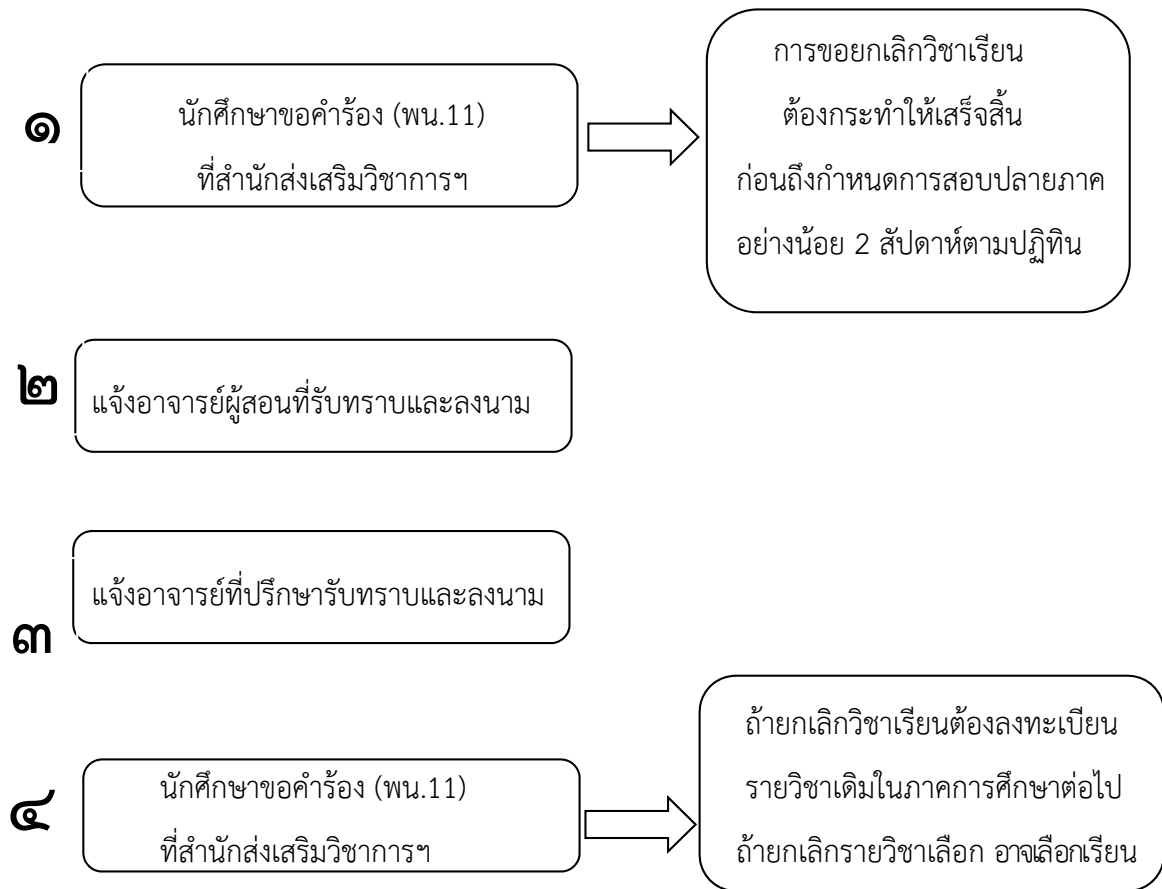 ๑
นักศึกษาขอคำร้อง (พน.11)
ที่สำนักส่งเสริมวิชาการฯ
การขอยกเลิกวิชาเรียน
ต้องกระทำให้เสร็จสิ้น
ก่อนถึงกำหนดการสอบปลายภาค
อย่างน้อย 2 สัปดาห์ตามปฏิทิน
๒
แจ้งอาจารย์ผู้สอนที่รับทราบและลงนาม
๓
แจ้งอาจารย์ที่ปรึกษารับทราบและลงนาม
๔
นักศึกษาขอคำร้อง (พน.11)
ที่สำนักส่งเสริมวิชาการฯ
ถ้ายกเลิกวิชาเรียนต้องลงทะเบียน
รายวิชาเดิมในภาคการศึกษาต่อไป
ถ้ายกเลิกรายวิชาเลือก อาจเลือกเรียน